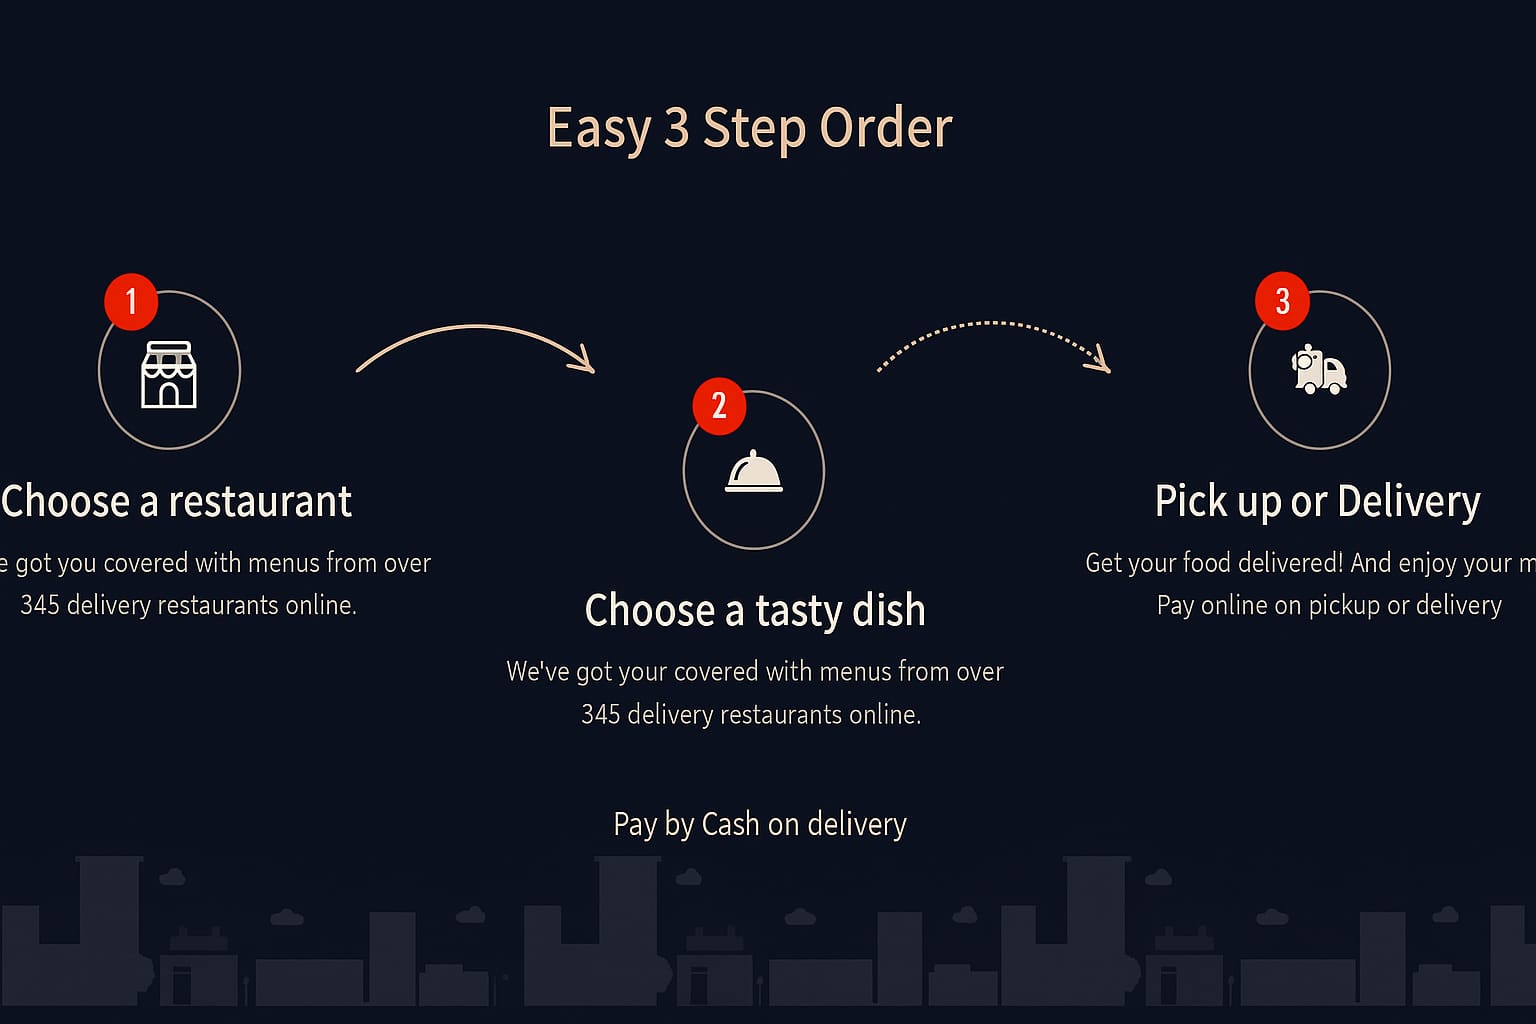 Easy 3 Step Order
1
Choose a restaurant
e got you covered with menus from over
345 delivery restaurants online.
2
Choose a tasty dish
We've got your covered with menus from over
345 delivery restaurants online.
3
Pick up or Delivery
Get your food delivered! And enjoy your m
Pay online on pickup or delivery
Pay by Cash on delivery